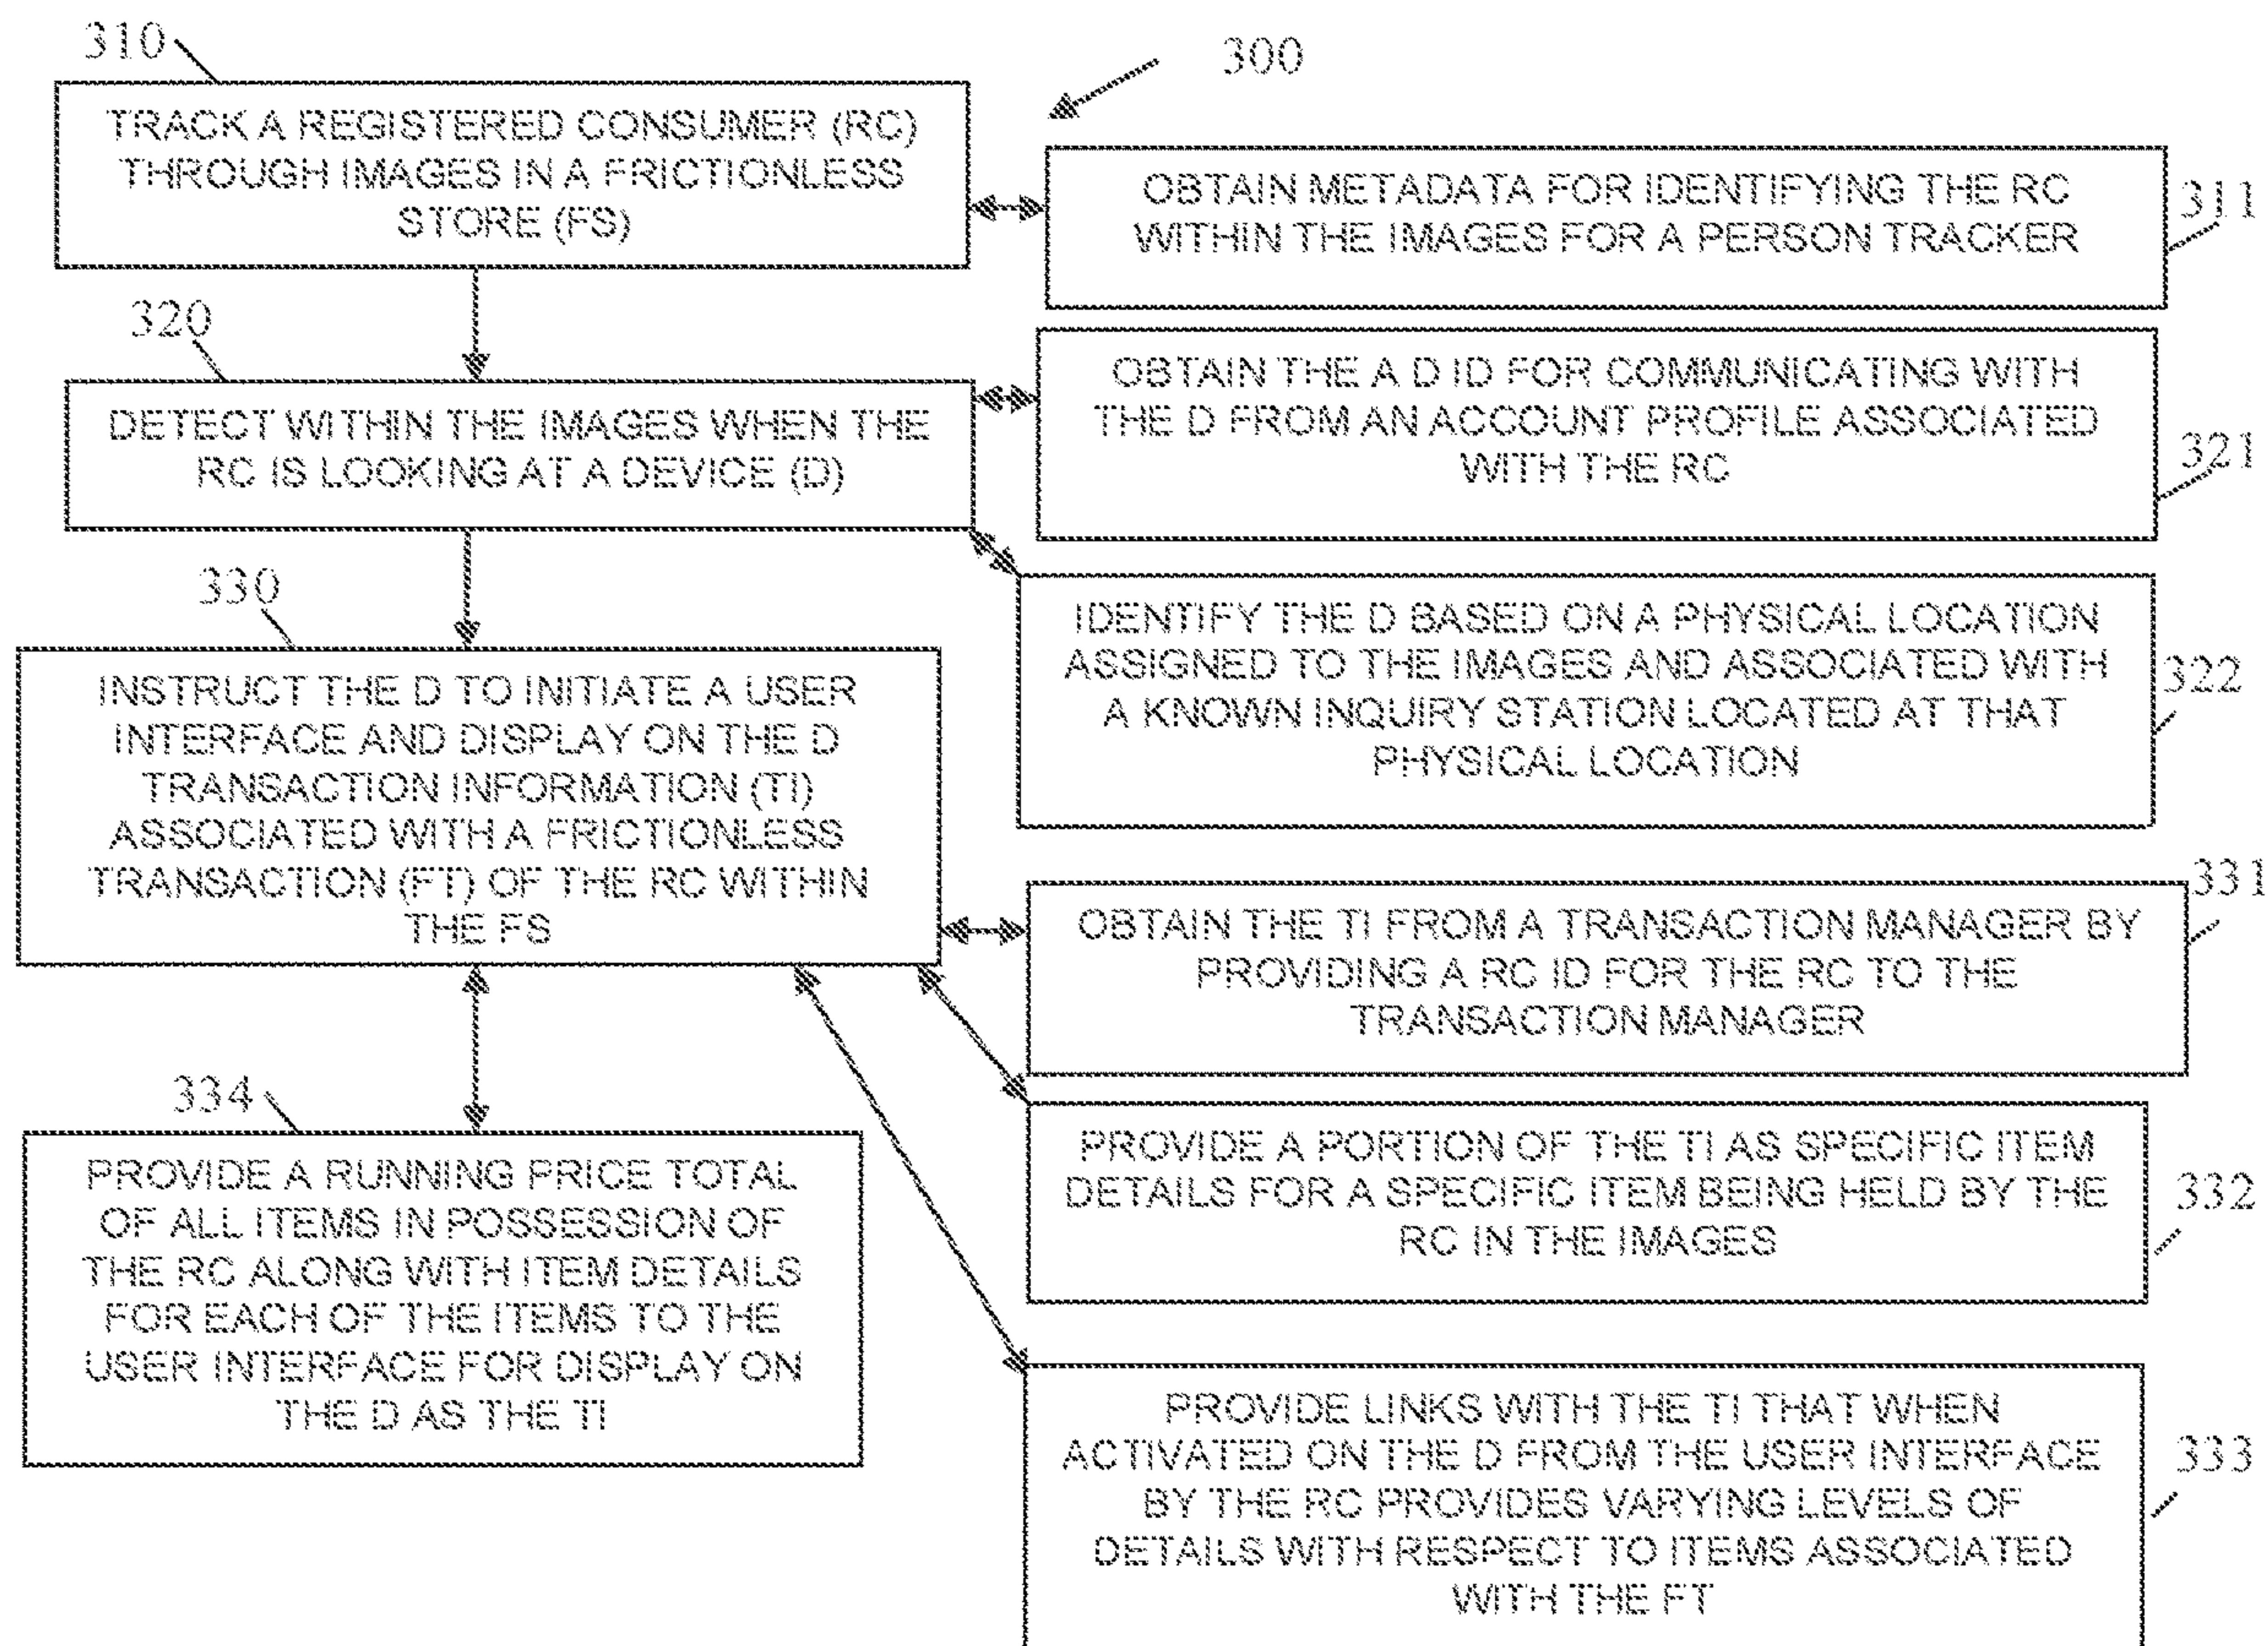 310
300
TRACK A REGISTERED CONSUMER (RC)
THROUGH IMAGES IN A FRICTIONLESS
STORE (FS)
OBTAIN METADATA FOR IDENTIFYING THE RC
WITHIN THE IMAGES FOR A PERSON TRACKER
311
320
DETECT WITHIN THE IMAGES WHEN THE
RC IS LOOKING AT A DEVICE (D)
OBTAIN THE A D ID FOR COMMUNICATING WITH
THE D FROM AN ACCOUNT PROFILE ASSOCIATED
WITH THE RC
321
IDENTIFY THE D BASED ON A PHYSICAL LOCATION
ASSIGNED TO THE IMAGES AND ASSOCIATED WITH
A KNOWN INQUIRY STATION LOCATED AT THAT
PHYSICAL LOCATION
322
330
INSTRUCT THE D TO INITIATE A USER
INTERFACE AND DISPLAY ON THE D
TRANSACTION INFORMATION (TI)
ASSOCIATED WITH A FRICTIONLESS
TRANSACTION (FT) OF THE RC WITHIN
THE FS
331
OBTAIN THE TI FROM A TRANSACTION MANAGER BY
PROVIDING A RC ID FOR THE RC TO THE
TRANSACTION MANAGER
PROVIDE A PORTION OF THE TI AS SPECIFIC ITEM
DETAILS FOR A SPECIFIC ITEM BEING HELD BY THE
RC IN THE IMAGES
332
334
PROVIDE A RUNNING PRICE TOTAL
OF ALL ITEMS IN POSSESSION OF
THE RC ALONG WITH ITEM DETAILS
FOR EACH OF THE ITEMS TO THE
USER INTERFACE FOR DISPLAY ON
THE D AS THE TI
PROVIDE LINKS WITH THE TI THAT WHEN
ACTIVATED ON THE D FROM THE USER INTERFACE
BY THE RC PROVIDES VARYING LEVELS OF
DETAILS WITH RESPECT TO ITEMS ASSOCIATED
WITH THE FT
333